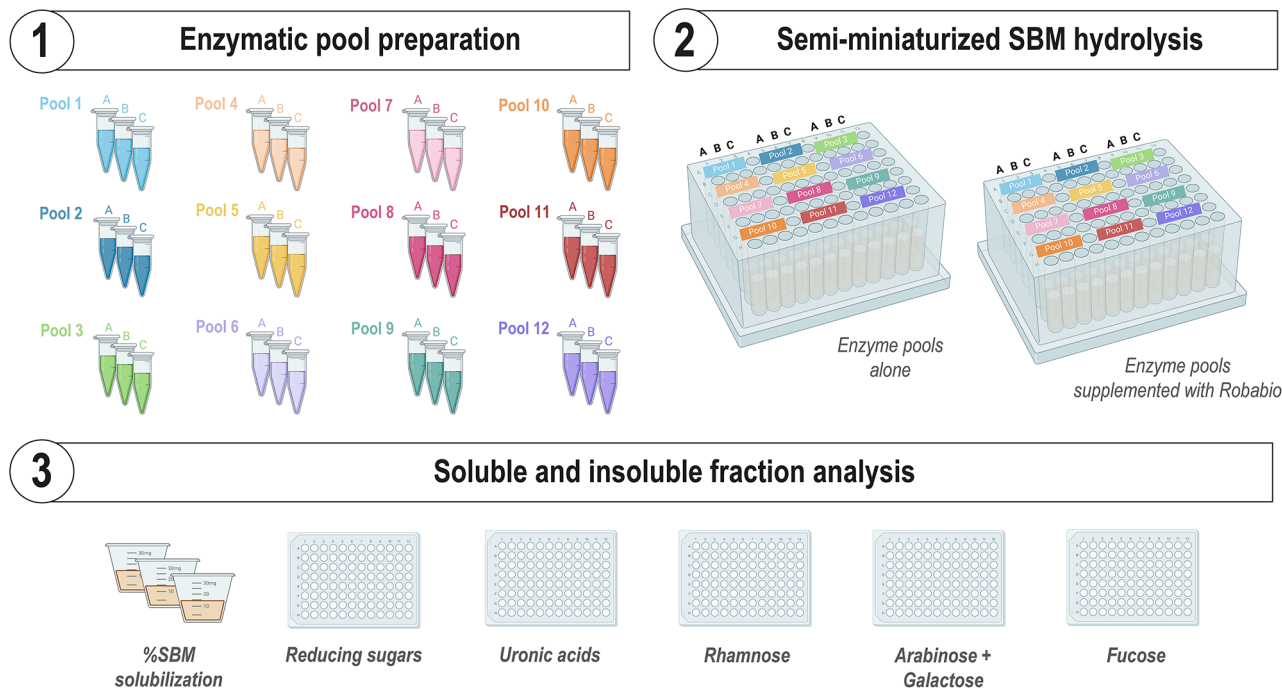 1
Enzymatic pool preparation
Pool 1
A
B
C
Pool 4
A
B
C
Pool 7
A
B
C
Pool 10
A
B
C
Pool 2
A
B
C
Pool 5
A
B
C
Pool 8
A
B
C
Pool 11
A
B
C
Pool 3
A
B
C
Pool 6
A
B
C
Pool 9
A
B
C
Pool 12
A
B
C
2
Semi-miniaturized SBM hydrolysis
A B C A B C A B C
Pool 1 Pool 2 Pool 3
Pool 4 Pool 5 Pool 6
Pool 7 Pool 8 Pool 9
Pool 10 Pool 11 Pool 12
Enzyme pools
alone
A B C A B C A B C
Pool 1 Pool 2 Pool 3
Pool 4 Pool 5 Pool 6
Pool 7 Pool 8 Pool 9
Pool 10 Pool 11 Pool 12
Enzyme pools
supplemented with Robabio
3
Soluble and insoluble fraction analysis
30mg
30mg
10
30mg
20
10
%SBM
solubilization
Reducing sugars
Uronic acids
Rhamnose
Arabinose +
Galactose
Fucose